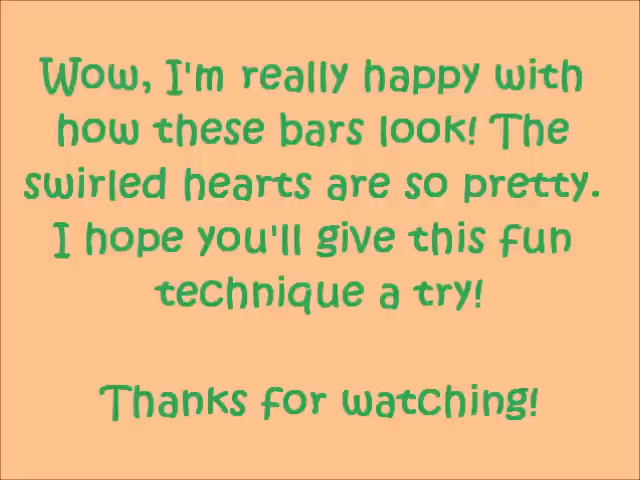 Wow, I'm really happy with
how these bars look! The
swirled hearts are so pretty.
I hope you'll give this fun
technique a try!
Thanks for watching!